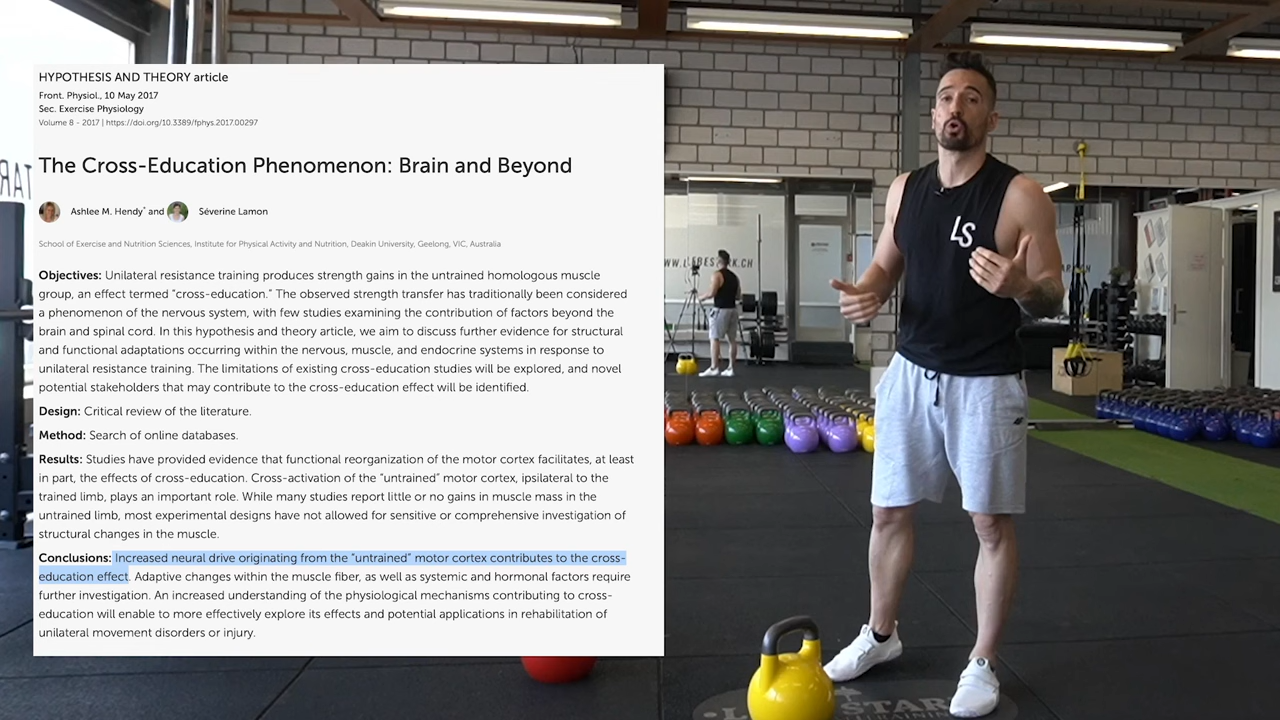 HYPOTHESIS AND THEORY article
Front. Physiol., 10 May 2017
Sec. Exercise Physiology
Volume 8 - 2017 | https://doi.org/10.3389/fphys.2017.00297
The Cross-Education Phenomenon: Brain and Beyond
Ashlee M. Hendy* and Séverine Lamon
School of Exercise and Nutrition Sciences, Institute for Physical Activity and Nutrition, Deakin University, Geelong, VIC, Australia
Objectives: Unilateral resistance training produces strength gains in the untrained homologous muscle
group, an effect termed "cross-education." The observed strength transfer has traditionally been considered
a phenomenon of the nervous system, with few studies examining the contribution of factors beyond the
brain and spinal cord. In this hypothesis and theory article, we aim to discuss further evidence for structural
and functional adaptations occurring within the nervous, muscle, and endocrine systems in response to
unilateral resistance training. The limitations of existing cross-education studies will be explored, and novel
potential stakeholders that may contribute to the cross-education effect will be identified.
Design: Critical review of the literature.
Method: Search of online databases.
Results: Studies have provided evidence that functional reorganization of the motor cortex facilitates, at least
in part, the effects of cross-education. Cross-activation of the "untrained" motor cortex, ipsilateral to the
trained limb, plays an important role. While many studies report little or no gains in muscle mass in the
untrained limb, most experimental designs have not allowed for sensitive or comprehensive investigation of
structural changes in the muscle.
Conclusions: Increased neural drive originating from the "untrained" motor cortex contributes to the cross-
education effect. Adaptive changes within the muscle fiber, as well as systemic and hormonal factors require
further investigation. An increased understanding of the physiological mechanisms contributing to cross-
education will enable to more effectively explore its effects and potential applications in rehabilitation of
unilateral movement disorders or injury.
LS